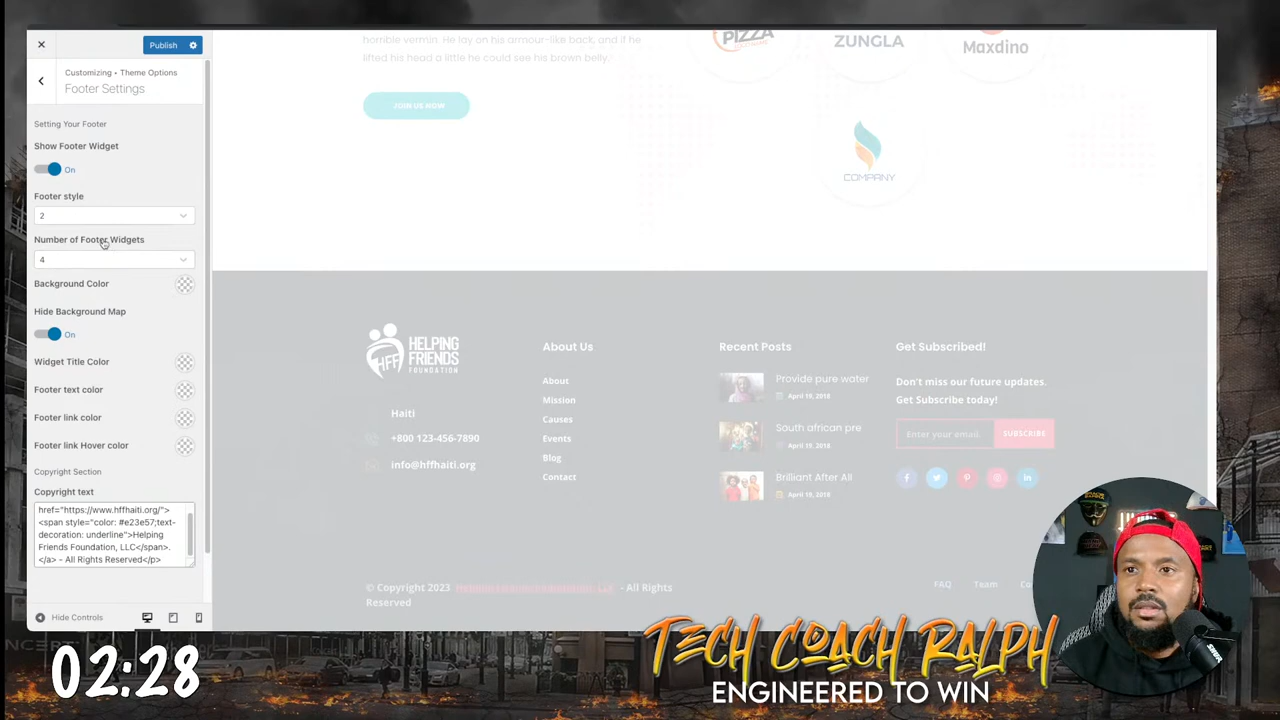 Publish
Customizing • Theme Options
Footer Settings
Setting Your Footer
Show Footer Widget
On
Footer style
2
Number of Footer Widgets
4
Background Color
Hide Background Map
On
Widget Title Color
Footer text color
Footer link color
Footer link Hover color
Copyright Section
Copyright text
href="https://www.hffhaiti.org/">
<span style="color: #e23e57;text-
decoration: underline">Helping
Friends Foundation, LLC</span>.
</a> - All Rights Reserved</p>
Hide Controls
horrible vermin. He lay on his armour-like back, and if he
lifted his head a little he could see his brown belly.
JOIN US NOW
PIZZA
ZUNGLA
Maxdino
COMPANY
HFF
HELPING
FRIENDS
FOUNDATION
Haiti
+800 123-456-7890
info@hffhaiti.org
About Us
About
Mission
Causes
Events
Blog
Contact
Recent Posts
Provide pure water
April 19, 2018
South african pre
April 19, 2018
Brilliant After All
April 19, 2018
Get Subscribed!
Don't miss our future updates.
Get Subscribe today!
Enter your email
SUBSCRIBE
© Copyright 2023 - All Rights
Reserved
FAQ Team
02:28
TECH COACH RALPH
ENGINEERED TO WIN